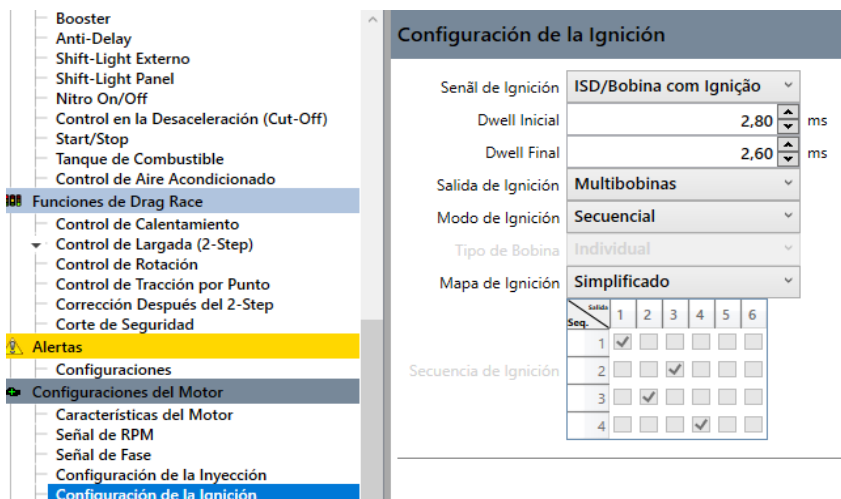 Booster
Anti-Delay
Shift-Light Externo
Shift-Light Panel
Nitro On/Off
Control en la Desaceleración (Cut-Off)
Start/Stop
Tanque de Combustible
Control de Aire Acondicionado
Funciones de Drag Race
Control de Calentamiento
Control de Largada (2-Step)
Control de Rotación
Control de Tracción por Punto
Corrección Después del 2-Step
Corte de Seguridad
Alertas
Configuraciones
Configuraciones del Motor
Características del Motor
Señal de RPM
Señal de Fase
Configuración de la Inyección
Configuración de la Ignición
Configuración de la Ignición
Senãl de Ignición ISD/Bobina com Ignição
Dwell Inicial 2,80 ms
Dwell Final 2,60 ms
Salida de Ignición Multibobinas
Modo de Ignición Secuencial
Tipo de Bobina Individual
Mapa de Ignición Simplificado
Salida
Seq. 1 2 3 4 5 6
1
Secuencia de Ignición 2
3
4